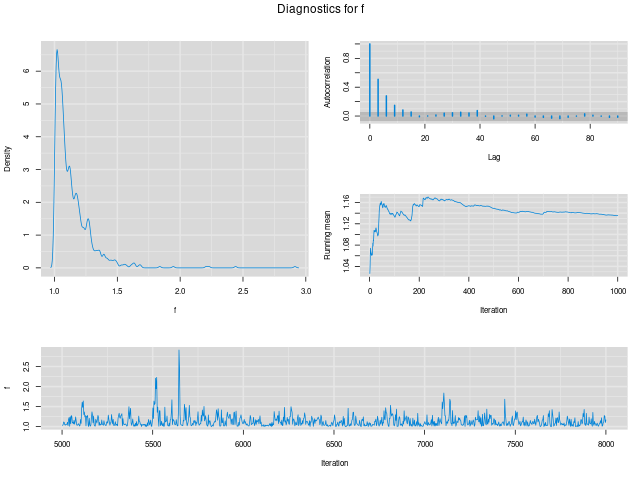 Diagnostics for f
Density
0 1 2 3 4 5 6
1.0 1.5 2.0 2.5 3.0
f
Autocorrelation
0.0 0.4 0.8
0 20 40 60 80
Lag
Running mean
1.04 1.08 1.12 1.16
0 200 400 600 800 1000
Iteration
f
1.0 1.5 2.0 2.5
5000 5500 6000 6500 7000 7500 8000
Iteration